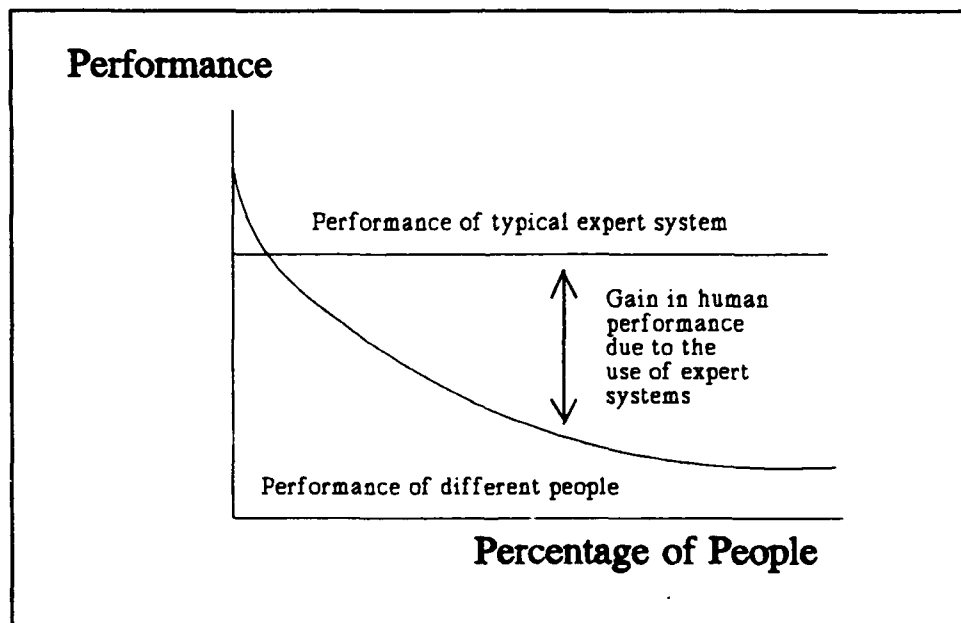 Performance
Performance of typical expert system
Gain in human
performance
due to the
use of expert
systems
Performance of different people
Percentage of People